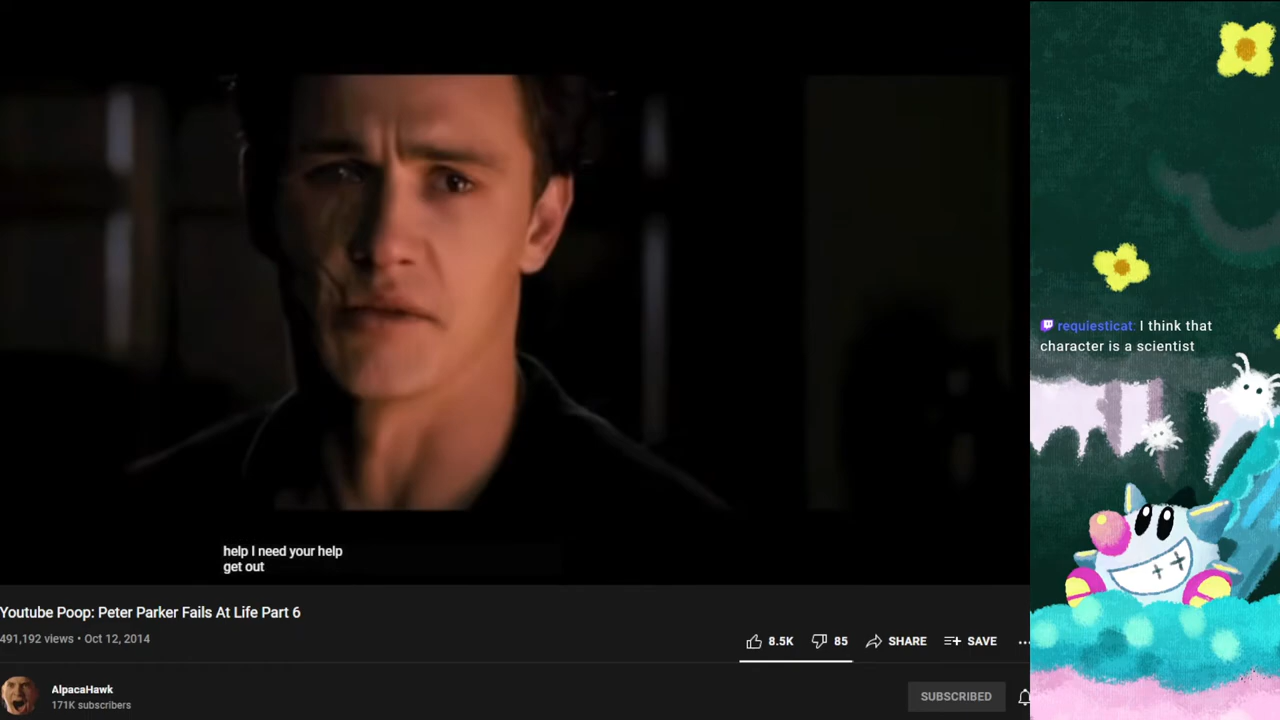 help I need your help
get out
Youtube Poop: Peter Parker Fails At Life Part 6
491,192 views • Oct 12, 2014
8.5K
85
SHARE
SAVE
AlpacaHawk
171K subscribers
SUBSCRIBED
requiesticat: I think that
character is a scientist